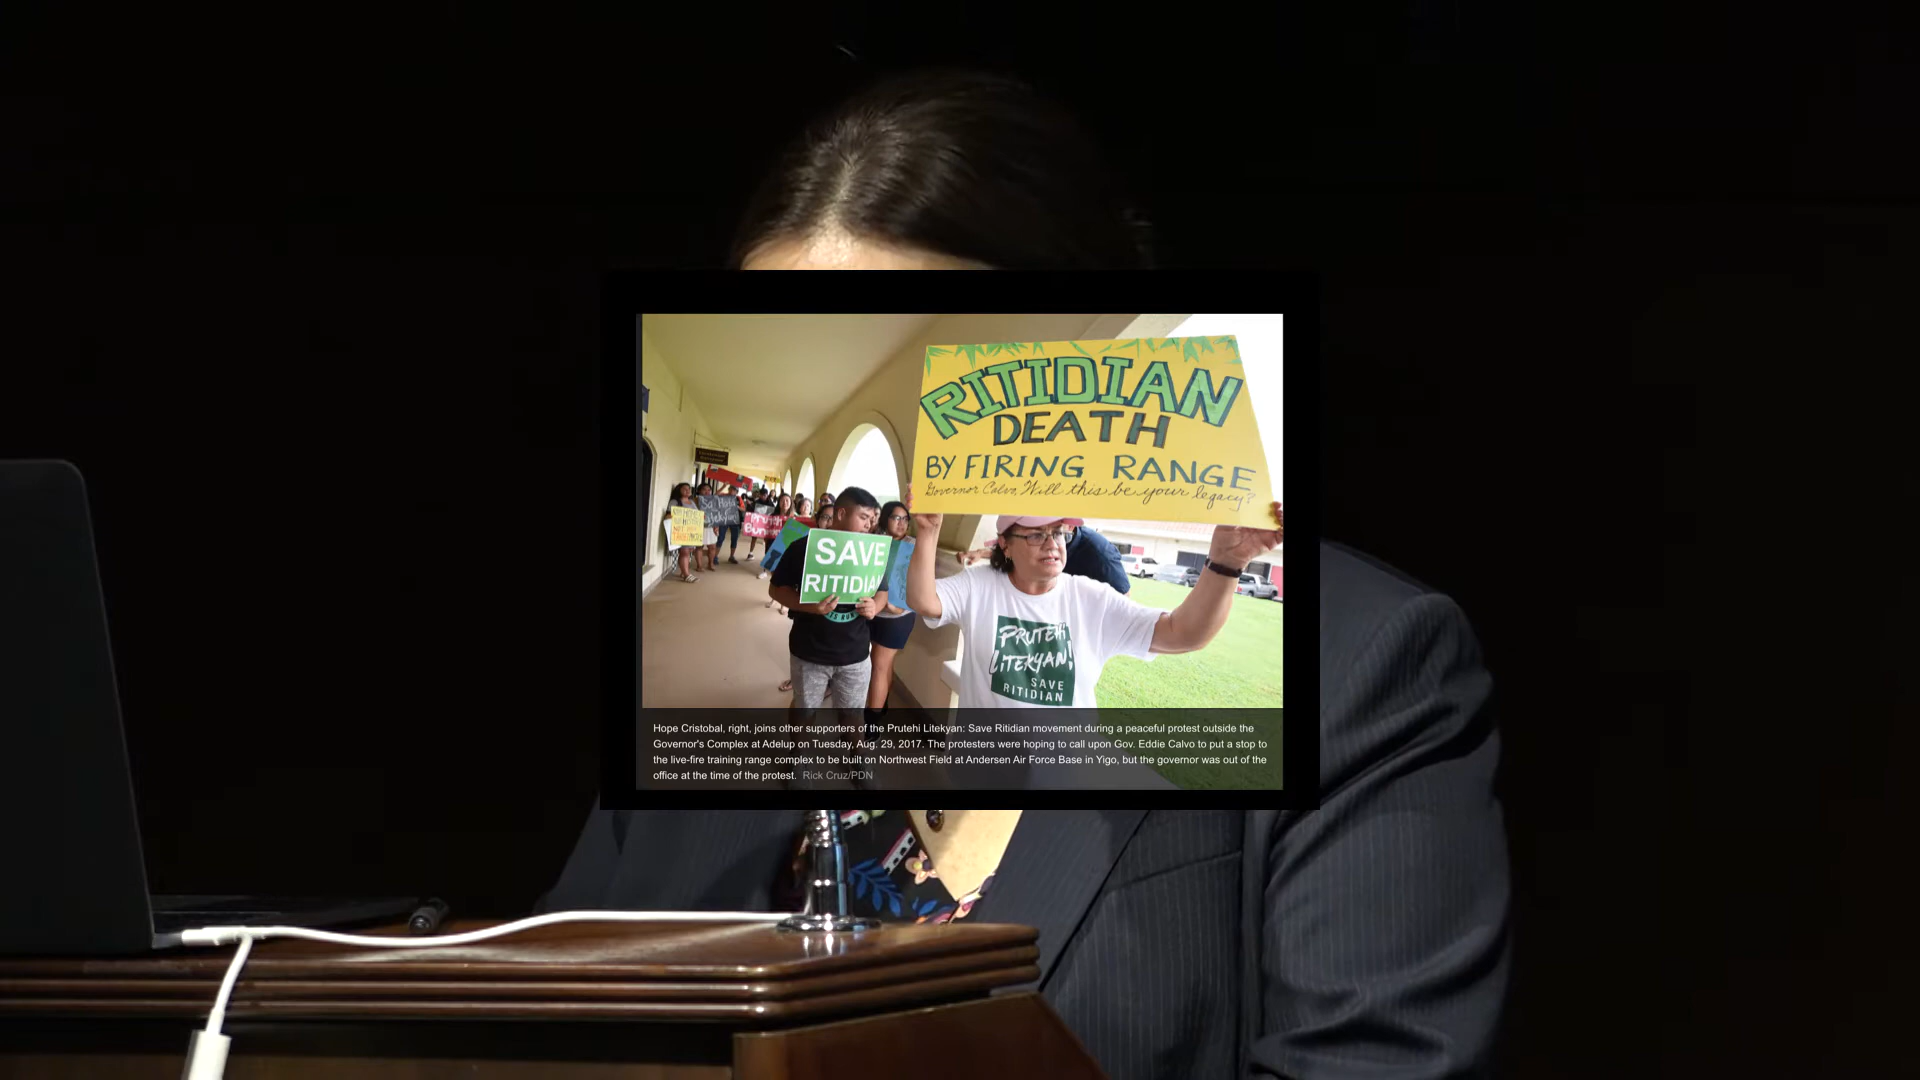 RITIDIAN
DEATH
BY FIRING RANGE
Governor Calvo, Will this be your legacy?
SAVE
RITIDIA
PRUTEHI
LITEKYAN!
SAVE
RITIDIAN
Hope Cristobal, right, joins other supporters of the Prutehi Litekyan: Save Ritidian movement during a peaceful protest outside the
Governor's Complex at Adelup on Tuesday, Aug. 29, 2017. The protesters were hoping to call upon Gov. Eddie Calvo to put a stop to
the live-fire training range complex to be built on Northwest Field at Andersen Air Force Base in Yigo, but the governor was out of the
office at the time of the protest. Rick Cruz/PDN